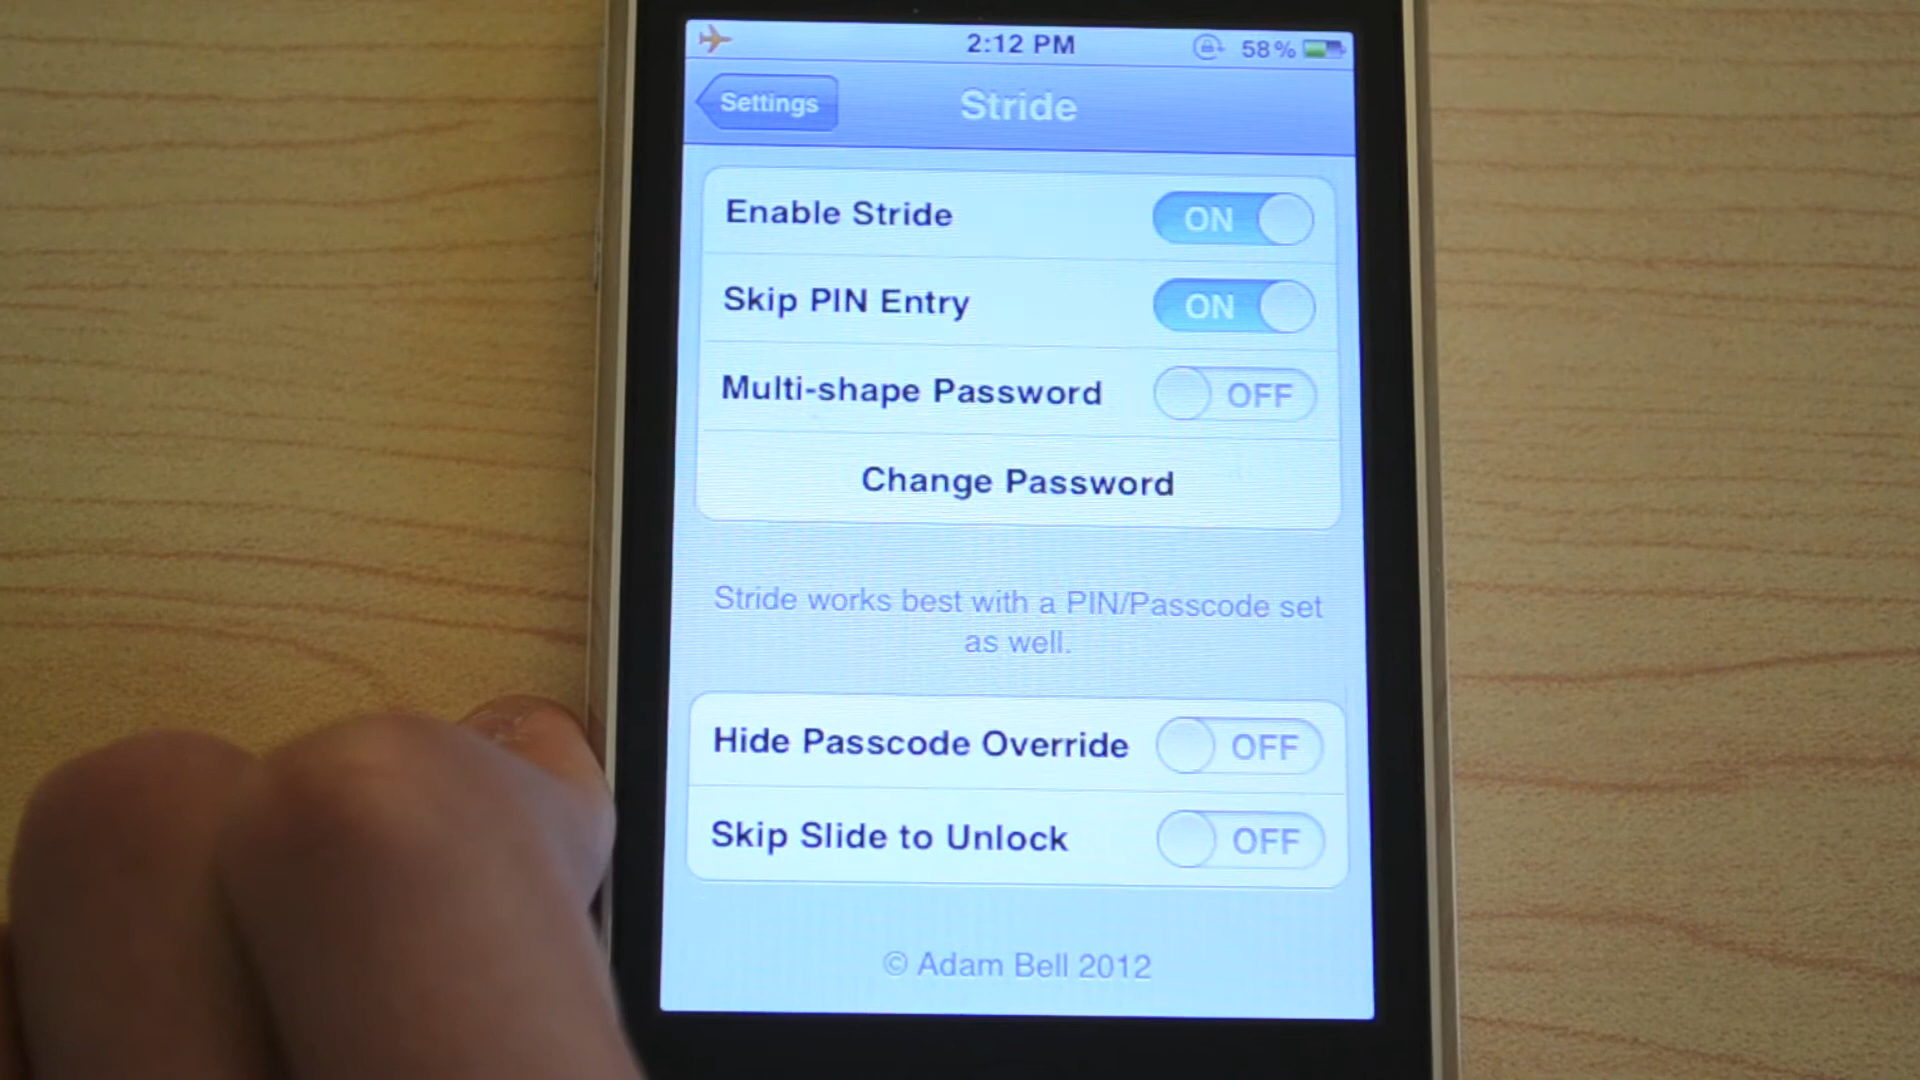 2:12 PM
58%
Settings
Stride
Enable Stride
ON
Skip PIN Entry
ON
Multi-shape Password
OFF
Change Password
Stride works best with a PIN/Passcode set
as well.
Hide Passcode Override
OFF
Skip Slide to Unlock
OFF
© Adam Bell 2012